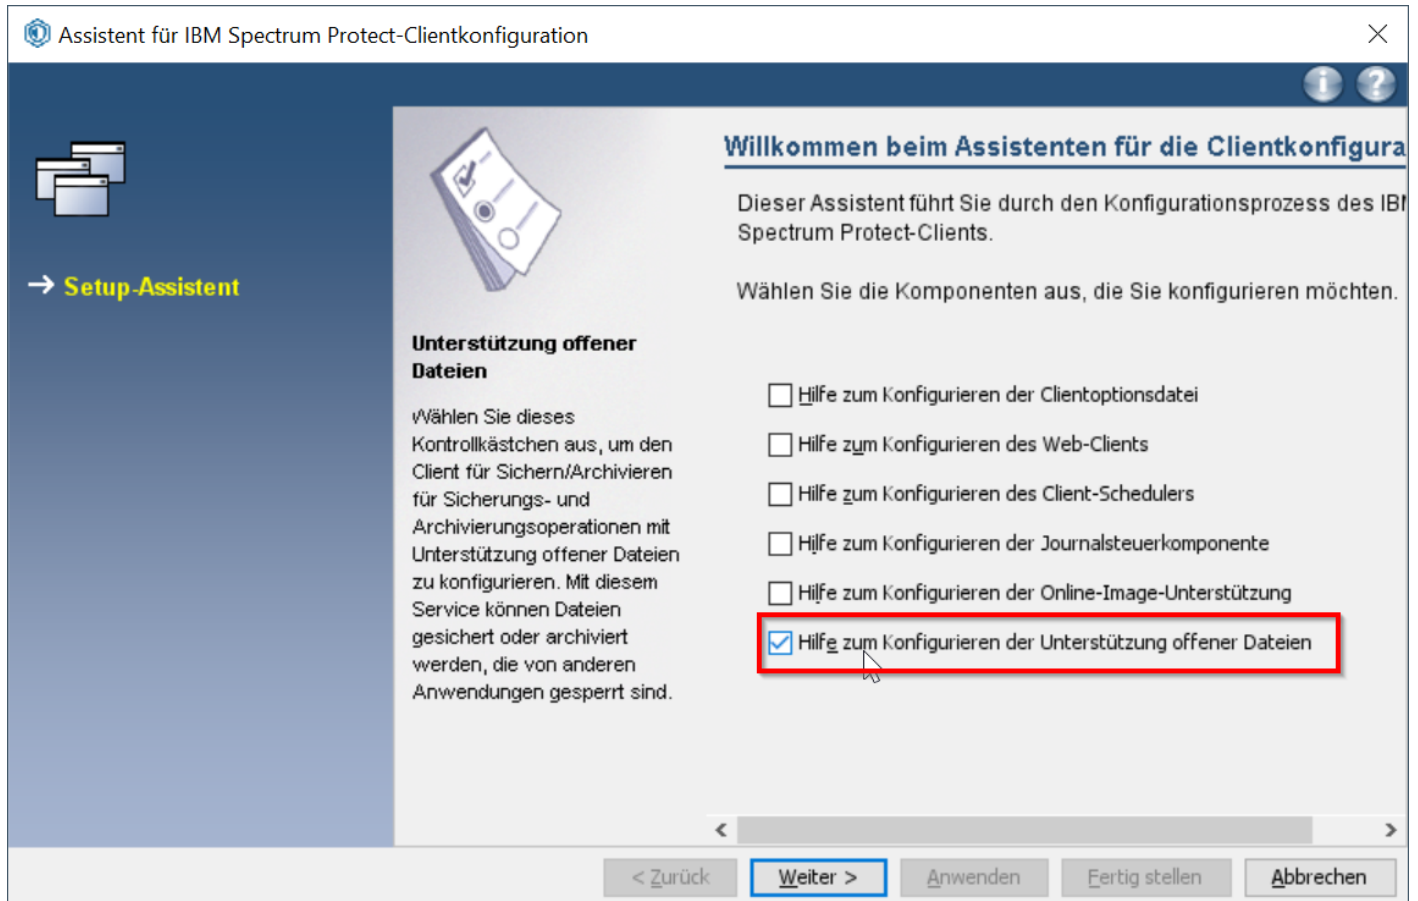 Assistent für IBM Spectrum Protect-Clientkonfiguration
Setup-Assistent
Unterstützung offener
Dateien
Wählen Sie dieses
Kontrollkästchen aus, um den
Client für Sichern/Archivieren
für Sicherungs- und
Archivierungsoperationen mit
Unterstützung offener Dateien
zu konfigurieren. Mit diesem
Service können Dateien
gesichert oder archiviert
werden, die von anderen
Anwendungen gesperrt sind.
Willkommen beim Assistenten für die Clientkonfigura
Dieser Assistent führt Sie durch den Konfigurationsprozess des IBM
Spectrum Protect-Clients.
Wählen Sie die Komponenten aus, die Sie konfigurieren möchten.
Hilfe zum Konfigurieren der Clientoptionsdatei
Hilfe zum Konfigurieren des Web-Clients
Hilfe zum Konfigurieren des Client-Schedulers
Hilfe zum Konfigurieren der Journalsteuerkomponente
Hilfe zum Konfigurieren der Online-Image-Unterstützung
Hilfe zum Konfigurieren der Unterstützung offener Dateien
< Zurück
Weiter >
Anwenden
Fertig stellen
Abbrechen